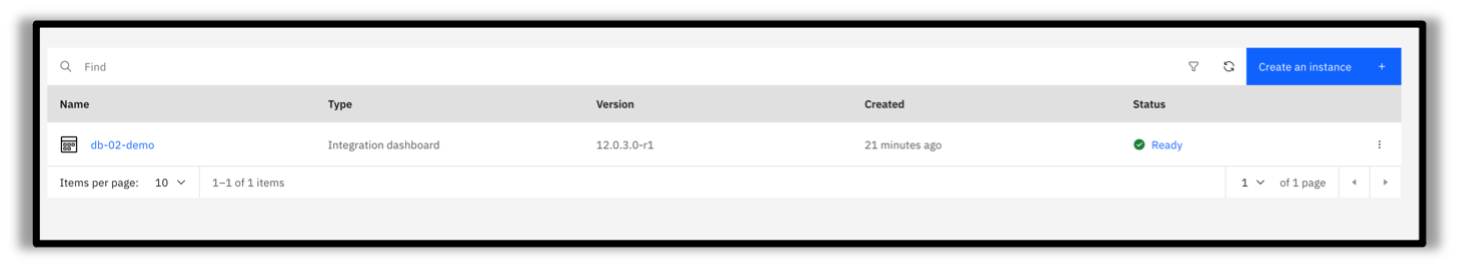 Find
Create an instance +
Name Type Version Created Status
db-02-demo Integration dashboard 12.0.3.0-r1 21 minutes ago Ready
Items per page: 10 1–1 of 1 items 1 of 1 page